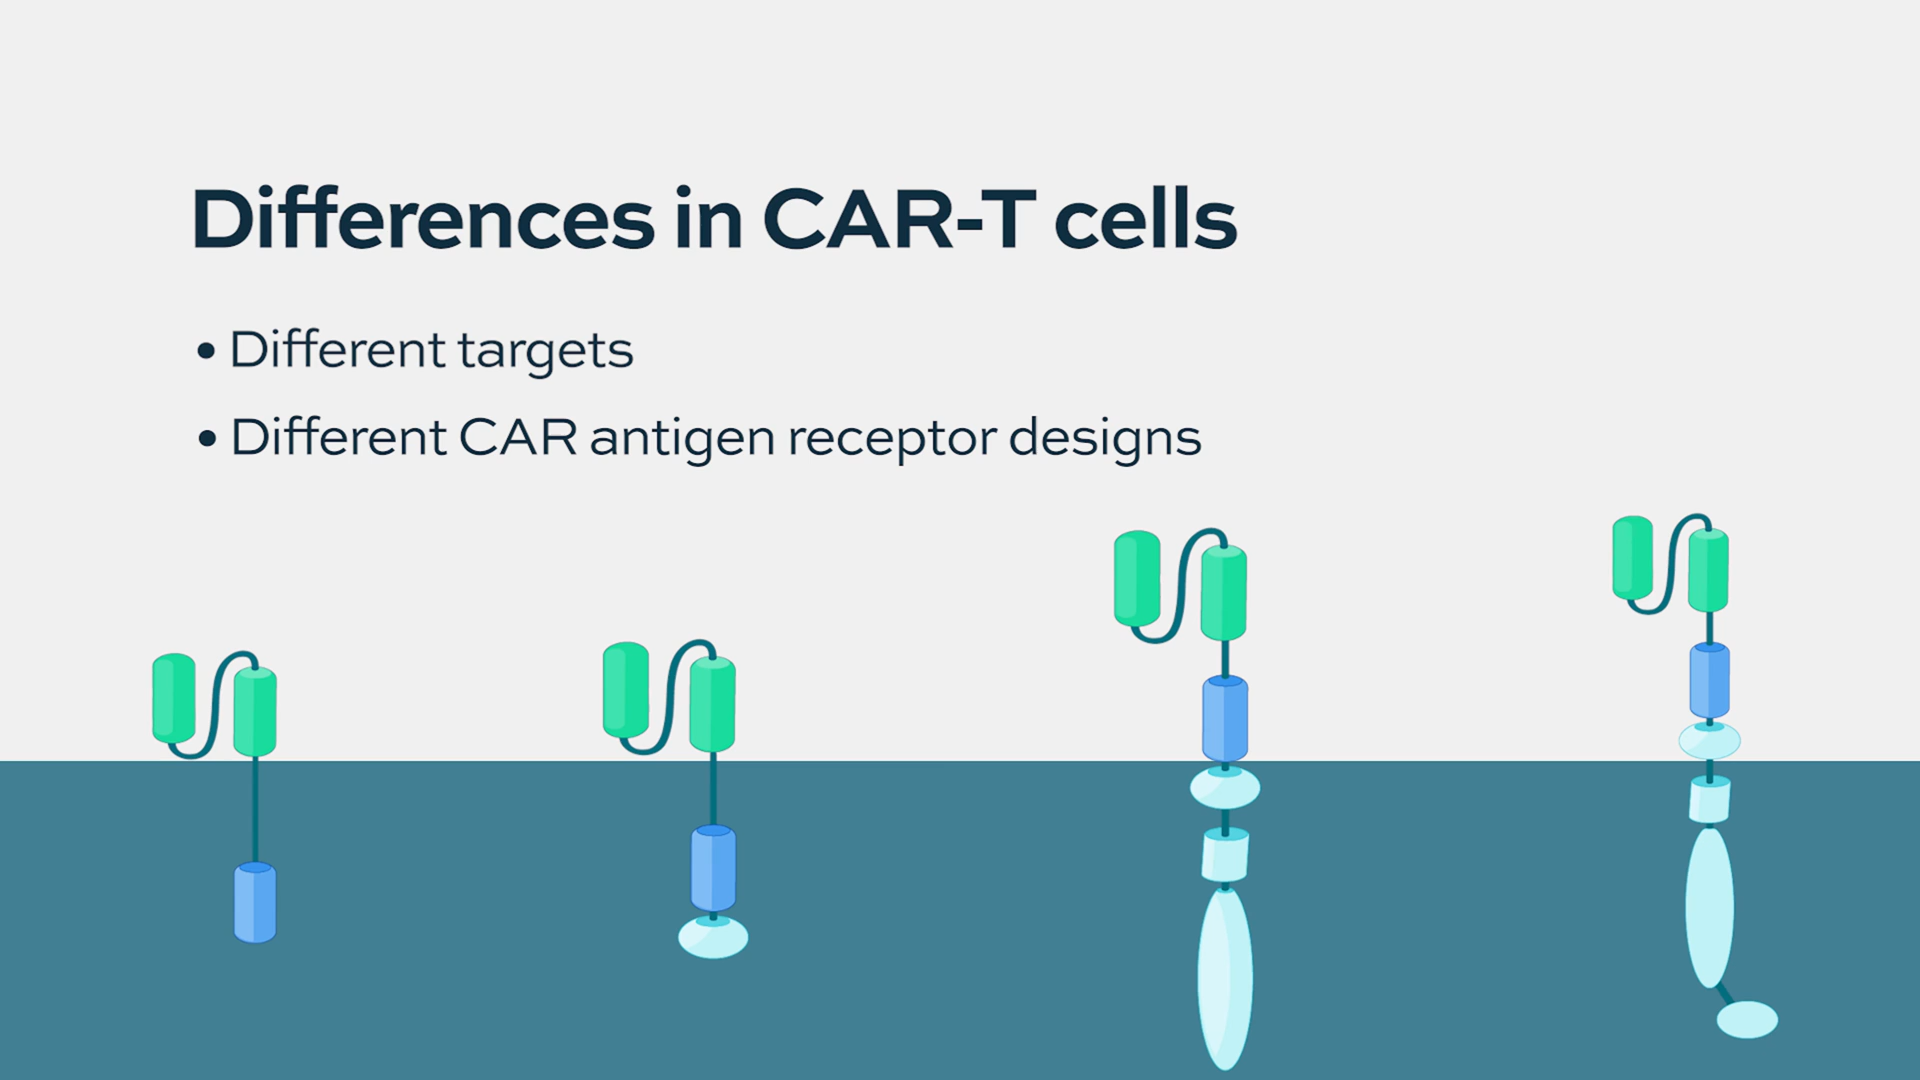 Differences in CAR-T cells
• Different targets
• Different CAR antigen receptor designs